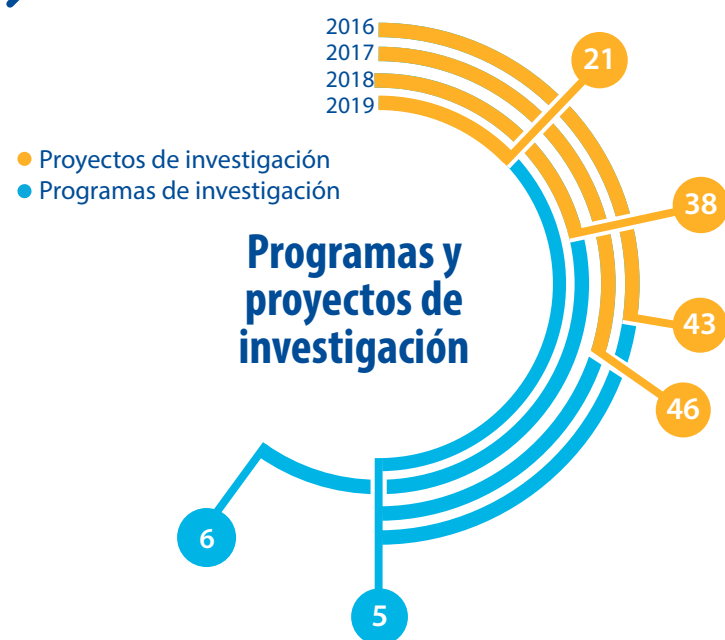 2016
2017
2018
2019
21
Proyectos de investigación
Programas de investigación
38
Programas y
proyectos de
investigación
43
46
6
5